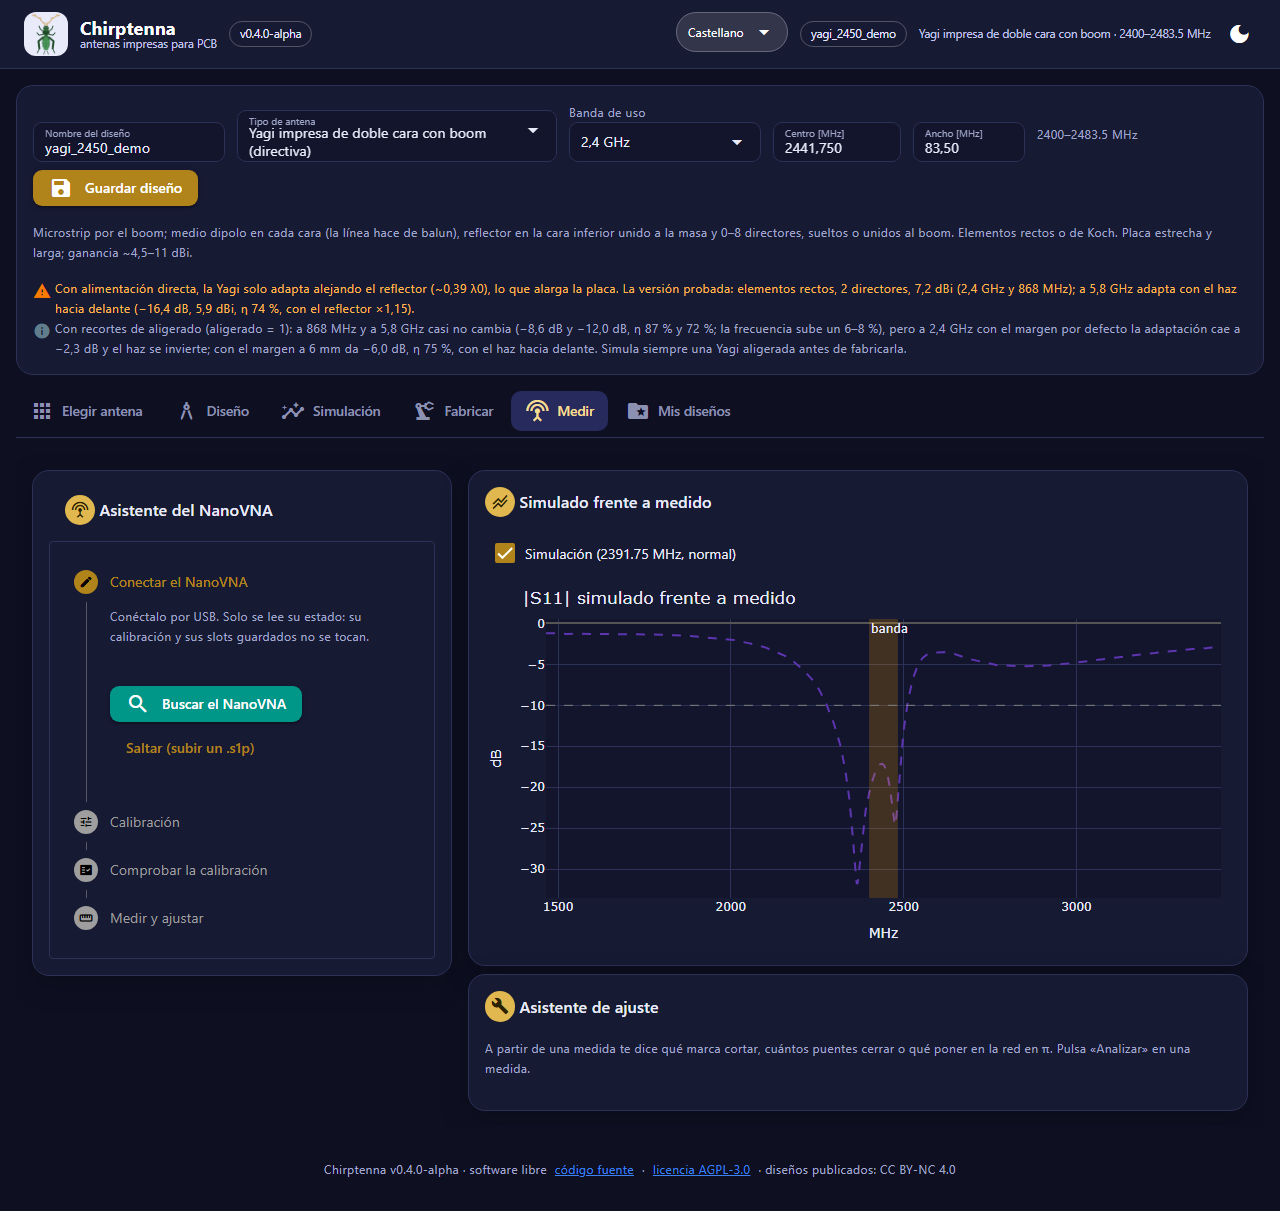 Chirptenna
antenas impresas para PCB
v0.4.0-alpha
Castellano
yagi_2450_demo
Yagi impresa de doble cara con boom · 2400–2483.5 MHz
Nombre del diseño
yagi_2450_demo
Tipo de antena
Yagi impresa de doble cara con boom
(directiva)
Banda de uso
2,4 GHz
Centro [MHz]
2441,750
Ancho [MHz]
83,50
2400–2483.5 MHz
Guardar diseño
Microstrip por el boom; medio dipolo en cada cara (la línea hace de balun), reflector en la cara inferior unido a la masa y 0–8 directores, sueltos o unidos al boom. Elementos rectos o de Koch. Placa estrecha y
larga; ganancia ~4,5–11 dBi.
Con alimentación directa, la Yagi solo adapta alejando el reflector (~0,39 λ0), lo que alarga la placa. La versión probada: elementos rectos, 2 directores, 7,2 dBi (2,4 GHz y 868 MHz); a 5,8 GHz adapta con el haz
hacia delante (−16,4 dB, 5,9 dBi, η 74 %, con el reflector ×1,15).
Con recortes de aligerado (aligerado = 1): a 868 MHz y a 5,8 GHz casi no cambia (−8,6 dB y −12,0 dB, η 87 % y 72 %; la frecuencia sube un 6–8 %), pero a 2,4 GHz con el margen por defecto la adaptación cae a
−2,3 dB y el haz se invierte; con el margen a 6 mm da −6,0 dB, η 75 %, con el haz hacia delante. Simula siempre una Yagi aligerada antes de fabricarla.
Elegir antena
Diseño
Simulación
Fabricar
Medir
Mis diseños
Asistente del NanoVNA
Conectar el NanoVNA
Conéctalo por USB. Solo se lee su estado: su
calibración y sus slots guardados no se tocan.
Buscar el NanoVNA
Saltar (subir un .s1p)
Calibración
Comprobar la calibración
Medir y ajustar
Simulado frente a medido
Simulación (2391.75 MHz, normal)
|S11| simulado frente a medido
banda
0
−5
−10
−15
−20
−25
−30
dB
1500
2000
2500
3000
MHz
Asistente de ajuste
A partir de una medida te dice qué marca cortar, cuántos puentes cerrar o qué poner en la red en π. Pulsa «Analizar» en una
medida.
Chirptenna v0.4.0-alpha · software libre código fuente · licencia AGPL-3.0 · diseños publicados: CC BY-NC 4.0